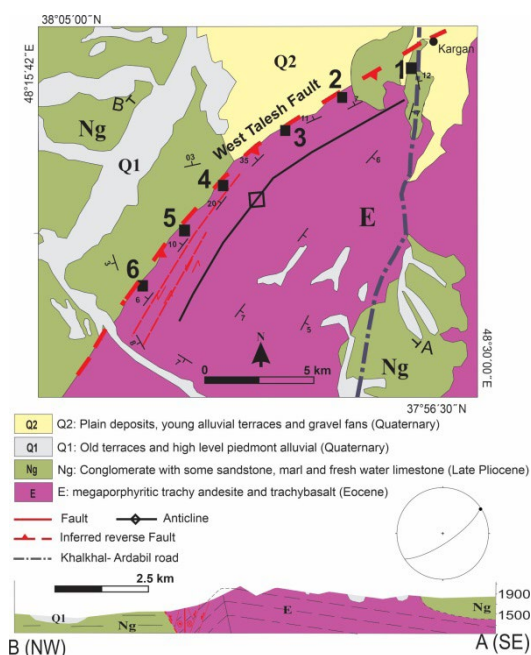 38°05′00″
48°15′42″
Q2
Kargan
1
12
B
Ng
2
West Talesh Fault
3
Q1
03
35
6
4
20
E
5
10
6
6
7
5
A
Ng
N
0 5 km
48°30′00″
37°56′30″
Q2 Q2: Plain deposits, young alluvial terraces and gravel fans (Quaternary)
Q1 Q1: Old terraces and high level piedmont alluvial (Quaternary)
Ng Ng: Conglomerate with some sandstone, marl and fresh water limestone (Late Pliocene)
E E: megaporphyritic trachy andesite and trachybasalt (Eocene)
Fault Anticline
Inferred reverse Fault
Khalkhal- Ardabil road
2.5 km
1900
Q1 Ng E Ng
1500
B (NW) A (SE)